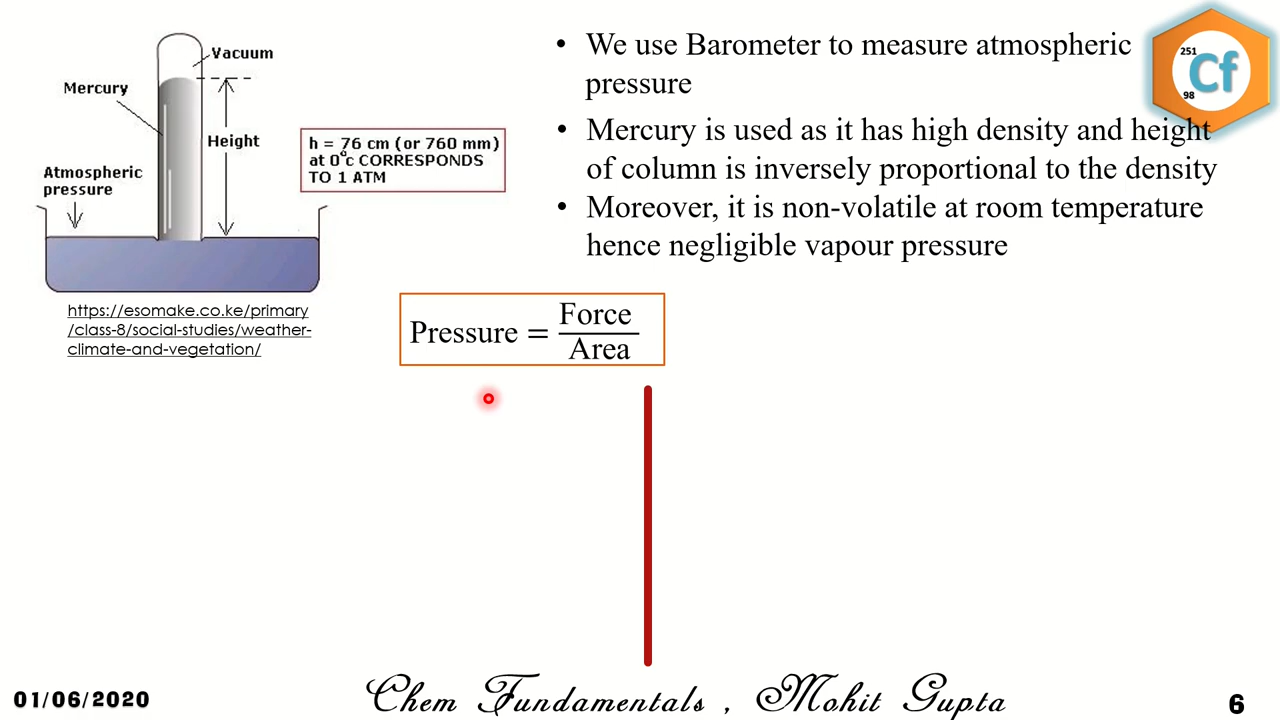 Vacuum
Mercury
Height
Atmospheric
pressure
h = 76 cm (or 760 mm)
at 0°c CORRESPONDS
TO 1 ATM
https://esomake.co.ke/primary
/class-8/social-studies/weather-
climate-and-vegetation/
• We use Barometer to measure atmospheric
pressure
• Mercury is used as it has high density and height
of column is inversely proportional to the density
• Moreover, it is non-volatile at room temperature
hence negligible vapour pressure
251
Cf
98
Pressure = Force
Area
01/06/2020
Chem Fundamentals , Mohit Gupta
6